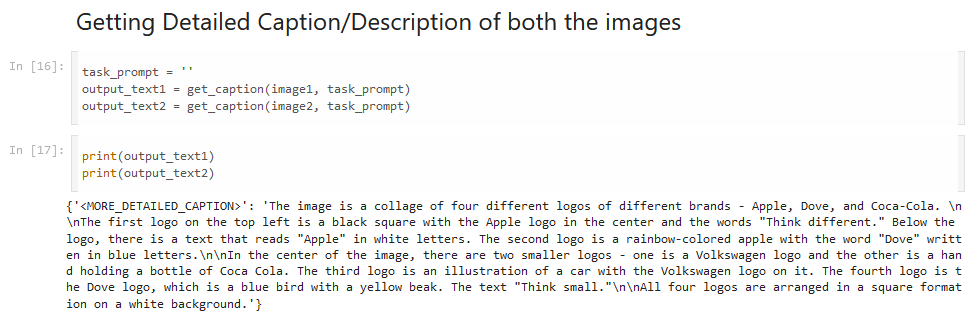 Getting Detailed Caption/Description of both the images
In [16]:
task_prompt = ''
output_text1 = get_caption(image1, task_prompt)
output_text2 = get_caption(image2, task_prompt)
In [17]:
print(output_text1)
print(output_text2)
{'<MORE_DETAILED_CAPTION>': 'The image is a collage of four different logos of different brands - Apple, Dove, and Coca-Cola. \n
\nThe first logo on the top left is a black square with the Apple logo in the center and the words "Think different." Below the
logo, there is a text that reads "Apple" in white letters. The second logo is a rainbow-colored apple with the word "Dove" writt
en in blue letters.\n\nIn the center of the image, there are two smaller logos - one is a Volkswagen logo and the other is a han
d holding a bottle of Coca Cola. The third logo is an illustration of a car with the Volkswagen logo on it. The fourth logo is t
he Dove logo, which is a blue bird with a yellow beak. The text "Think small."\n\nAll four logos are arranged in a square format
ion on a white background.'}